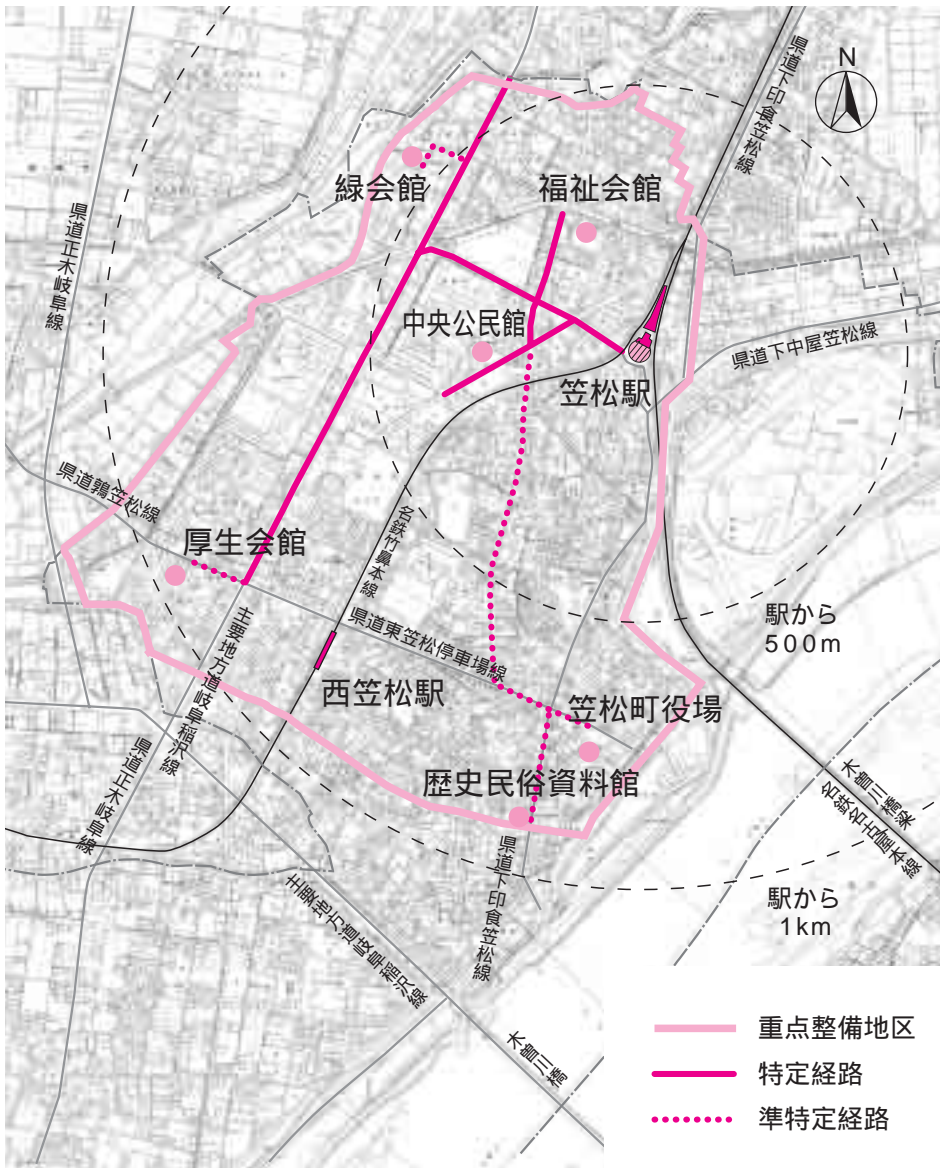 N
県道下印食笠松線
緑会館
福祉会館
県道正木岐阜線
中央公民館
県道下中屋笠松線
笠松駅
県道鶉笠松線
厚生会館
名鉄竹鼻本線
駅から
500m
県道東笠松停車場線
主要地方道岐阜稲沢線
西笠松駅
笠松町役場
歴史民俗資料館
県道正木岐阜線
木曽川橋梁
名鉄名古屋本線
県道下印食笠松線
駅から
1km
主要地方道岐阜稲沢線
木曽川橋
重点整備地区
特定経路
準特定経路